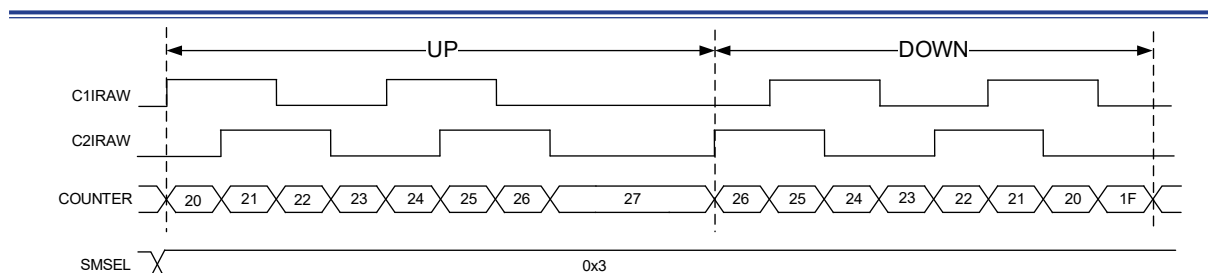 UP DOWN
C1IRAW
C2IRAW
COUNTER 20 21 22 23 24 25 26 27 26 25 24 23 22 21 20 1F
SMSEL 0x3